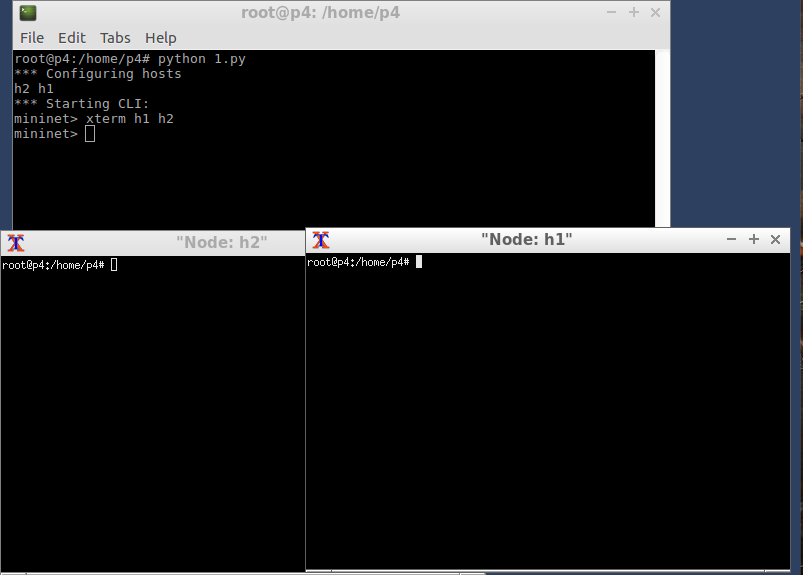 root@p4: /home/p4
File Edit Tabs Help
root@p4:/home/p4# python 1.py
*** Configuring hosts
h2 h1
*** Starting CLI:
mininet> xterm h1 h2
mininet>
"Node: h2"
root@p4:/home/p4#
"Node: h1"
root@p4:/home/p4#